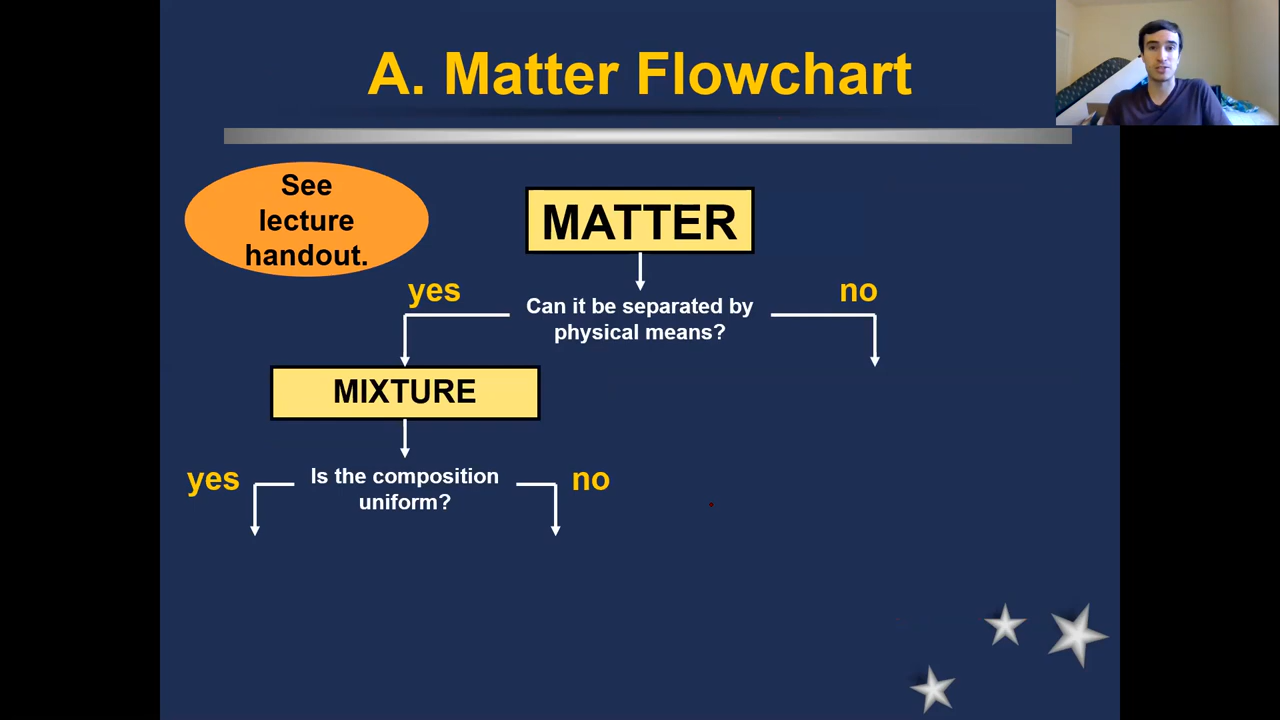 A. Matter Flowchart
See
lecture
handout.
MATTER
yes
no
Can it be separated by
physical means?
MIXTURE
yes
Is the composition
uniform?
no